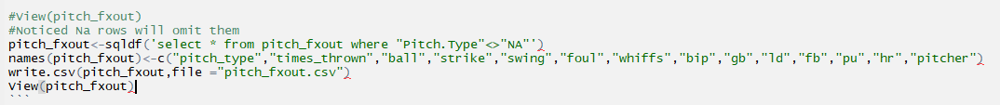 #View(pitch_fxout)
#Noticed Na rows will omit them
pitch_fxout<-sqldf('select * from pitch_fxout where "Pitch.Type"<>"NA"')
names(pitch_fxout)<-c("pitch_type","times_thrown","ball","strike","swing","foul","whiffs","bip","gb","ld","fb","pu","hr","pitcher")
write.csv(pitch_fxout,file ="pitch_fxout.csv")
View(pitch_fxout)
```